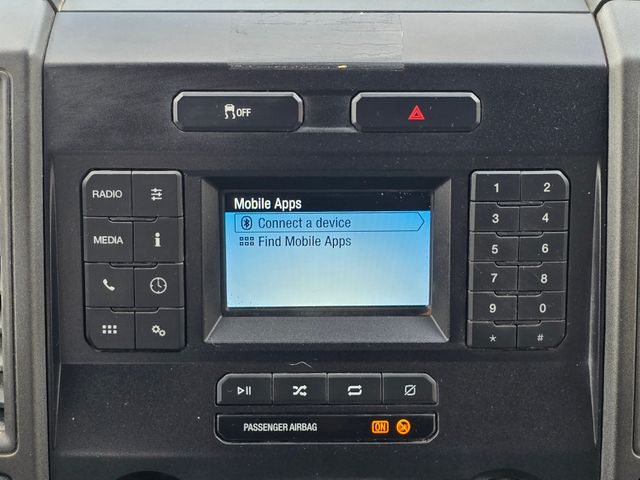 OFF
RADIO
MEDIA
i
Mobile Apps
Connect a device
Find Mobile Apps
1 2
3 4
5 6
7 8
9 0
* #
PASSENGER AIRBAG ON